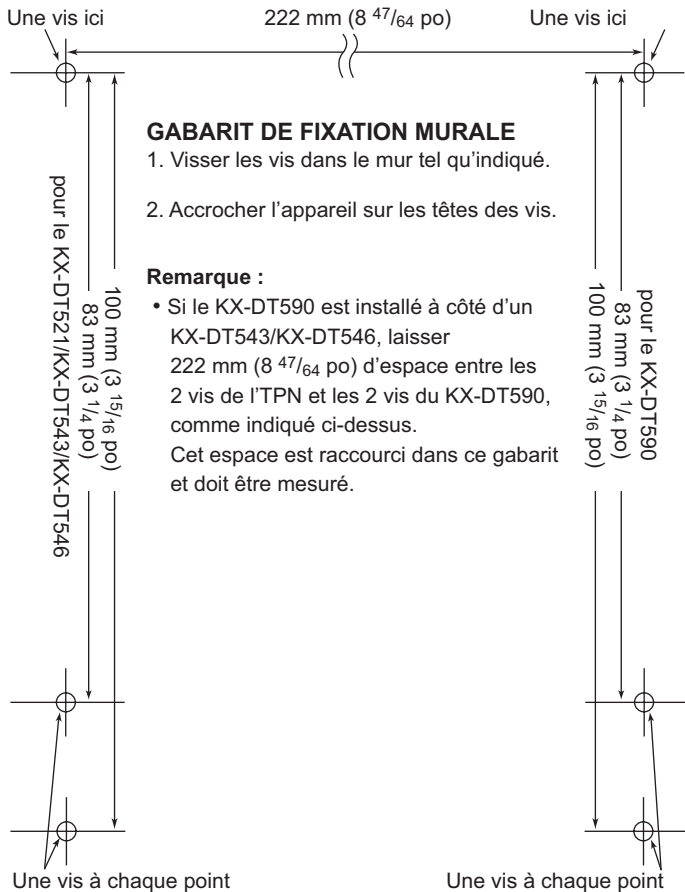 Une vis ici
222 mm (8 47/64 po)
Une vis ici
GABARIT DE FIXATION MURALE
1. Visser les vis dans le mur tel qu'indiqué.
2. Accrocher l'appareil sur les têtes des vis.
Remarque :
• Si le KX-DT590 est installé à côté d'un
KX-DT543/KX-DT546, laisser
222 mm (8 47/64 po) d'espace entre les
2 vis de l'TPN et les 2 vis du KX-DT590,
comme indiqué ci-dessus.
Cet espace est raccourci dans ce gabarit
et doit être mesuré.
pour le KX-DT521/KX-DT543/KX-DT546
83 mm (3 1/4 po)
100 mm (3 15/16 po)
100 mm (3 15/16 po)
83 mm (3 1/4 po)
pour le KX-DT590
Une vis à chaque point
Une vis à chaque point